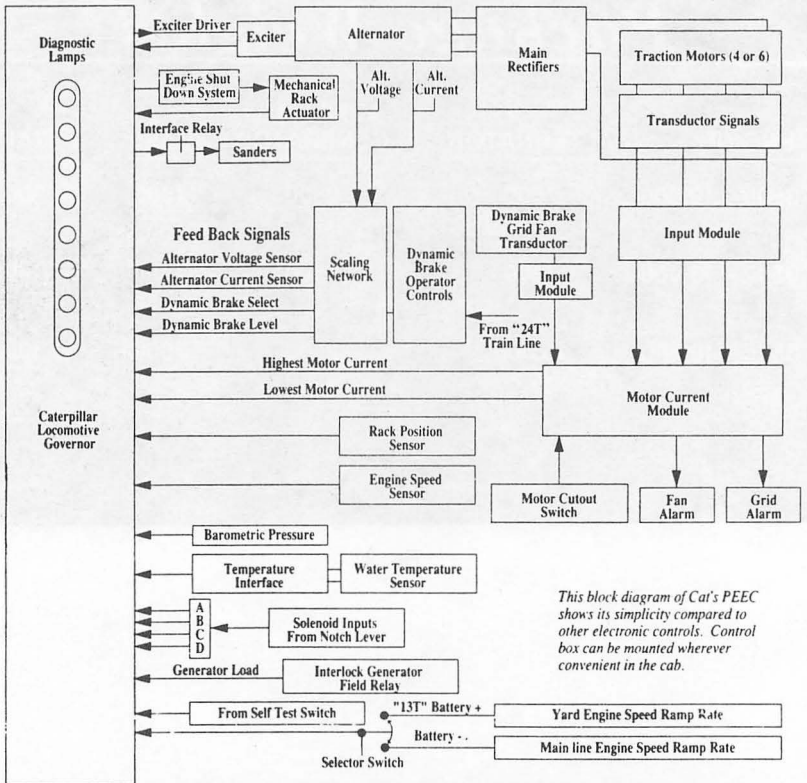 Diagnostic
Lamps
Exciter Driver
Exciter
Alternator
Main
Rectifiers
Traction Motors (4 or 6)
Engine Shut
Down System
Mechanical
Rack
Actuator
Alt.
Voltage
Alt.
Current
Transductor Signals
Interface Relay
Sanders
Feed Back Signals
Alternator Voltage Sensor
Alternator Current Sensor
Dynamic Brake Select
Dynamic Brake Level
Scaling
Network
Dynamic
Brake
Operator
Controls
Dynamic Brake
Grid Fan
Transductor
Input
Module
Input Module
From "24T"
Train Line
Highest Motor Current
Lowest Motor Current
Motor Current
Module
Caterpillar
Locomotive
Governor
Rack Position
Sensor
Engine Speed
Sensor
Motor Cutout
Switch
Fan
Alarm
Grid
Alarm
Barometric Pressure
Temperature
Interface
Water Temperature
Sensor
A
B
C
D
Solenoid Inputs
From Notch Lever
This block diagram of Cat's PEEC
shows its simplicity compared to
other electronic controls. Control
box can be mounted wherever
convenient in the cab.
Generator Load
Interlock Generator
Field Relay
From Self Test Switch
"13T" Battery +
Yard Engine Speed Ramp Rate
Battery -
Main line Engine Speed Ramp Rate
Selector Switch